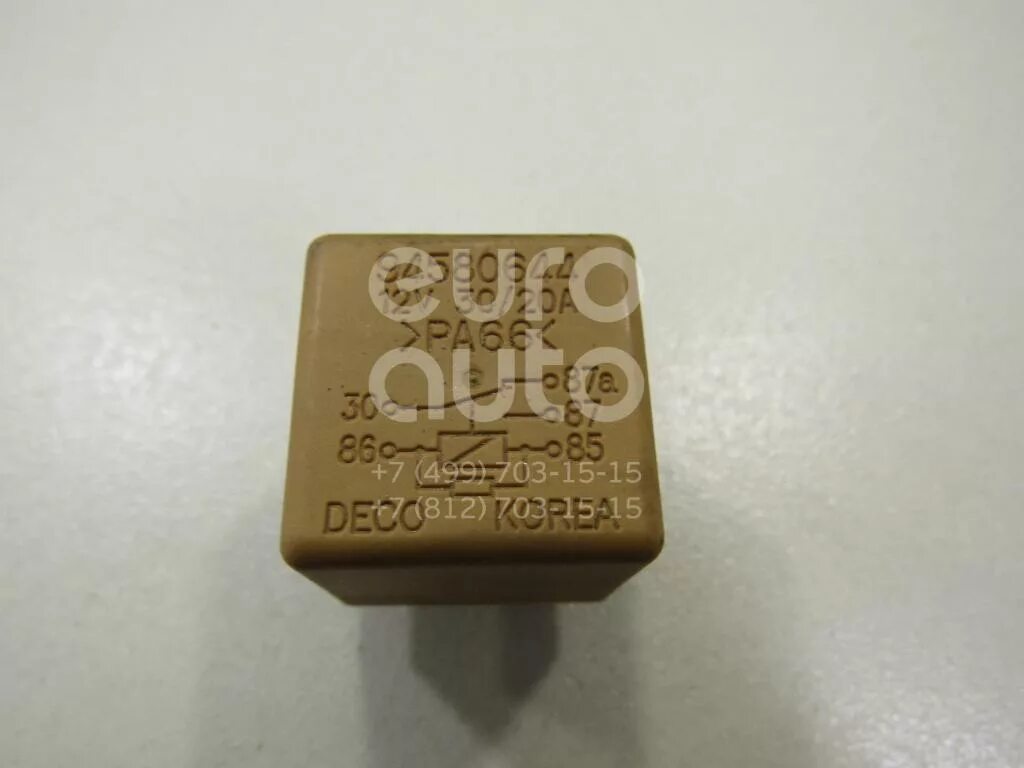 94580644
12V 30/20A
>PA66<
87a
30 87
86 85
DECO KOREA
euro
auto
+7 (499) 703-15-15
+7 (812) 703-15-15